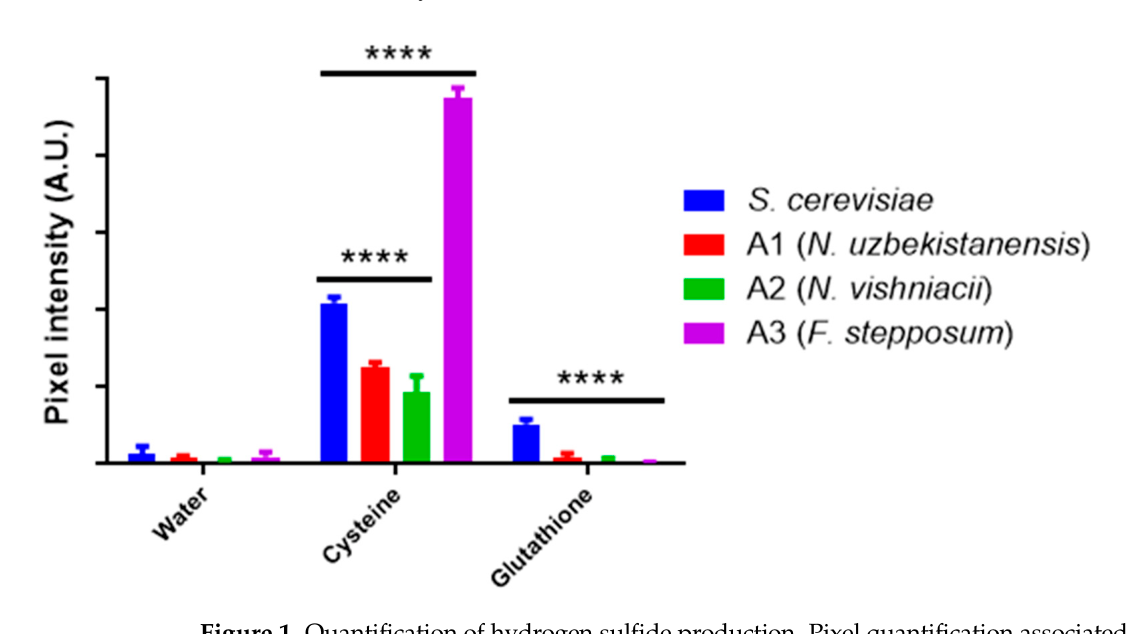 ****
****
****
Pixel intensity (A.U.)
S. cerevisiae
A1 (N. uzbekistanensis)
A2 (N. vishniacii)
A3 (F. stepposum)
Water
Cysteine
Glutathione
Figure 1. Quantification of hydrogen sulfide production. Pixel quantification associated